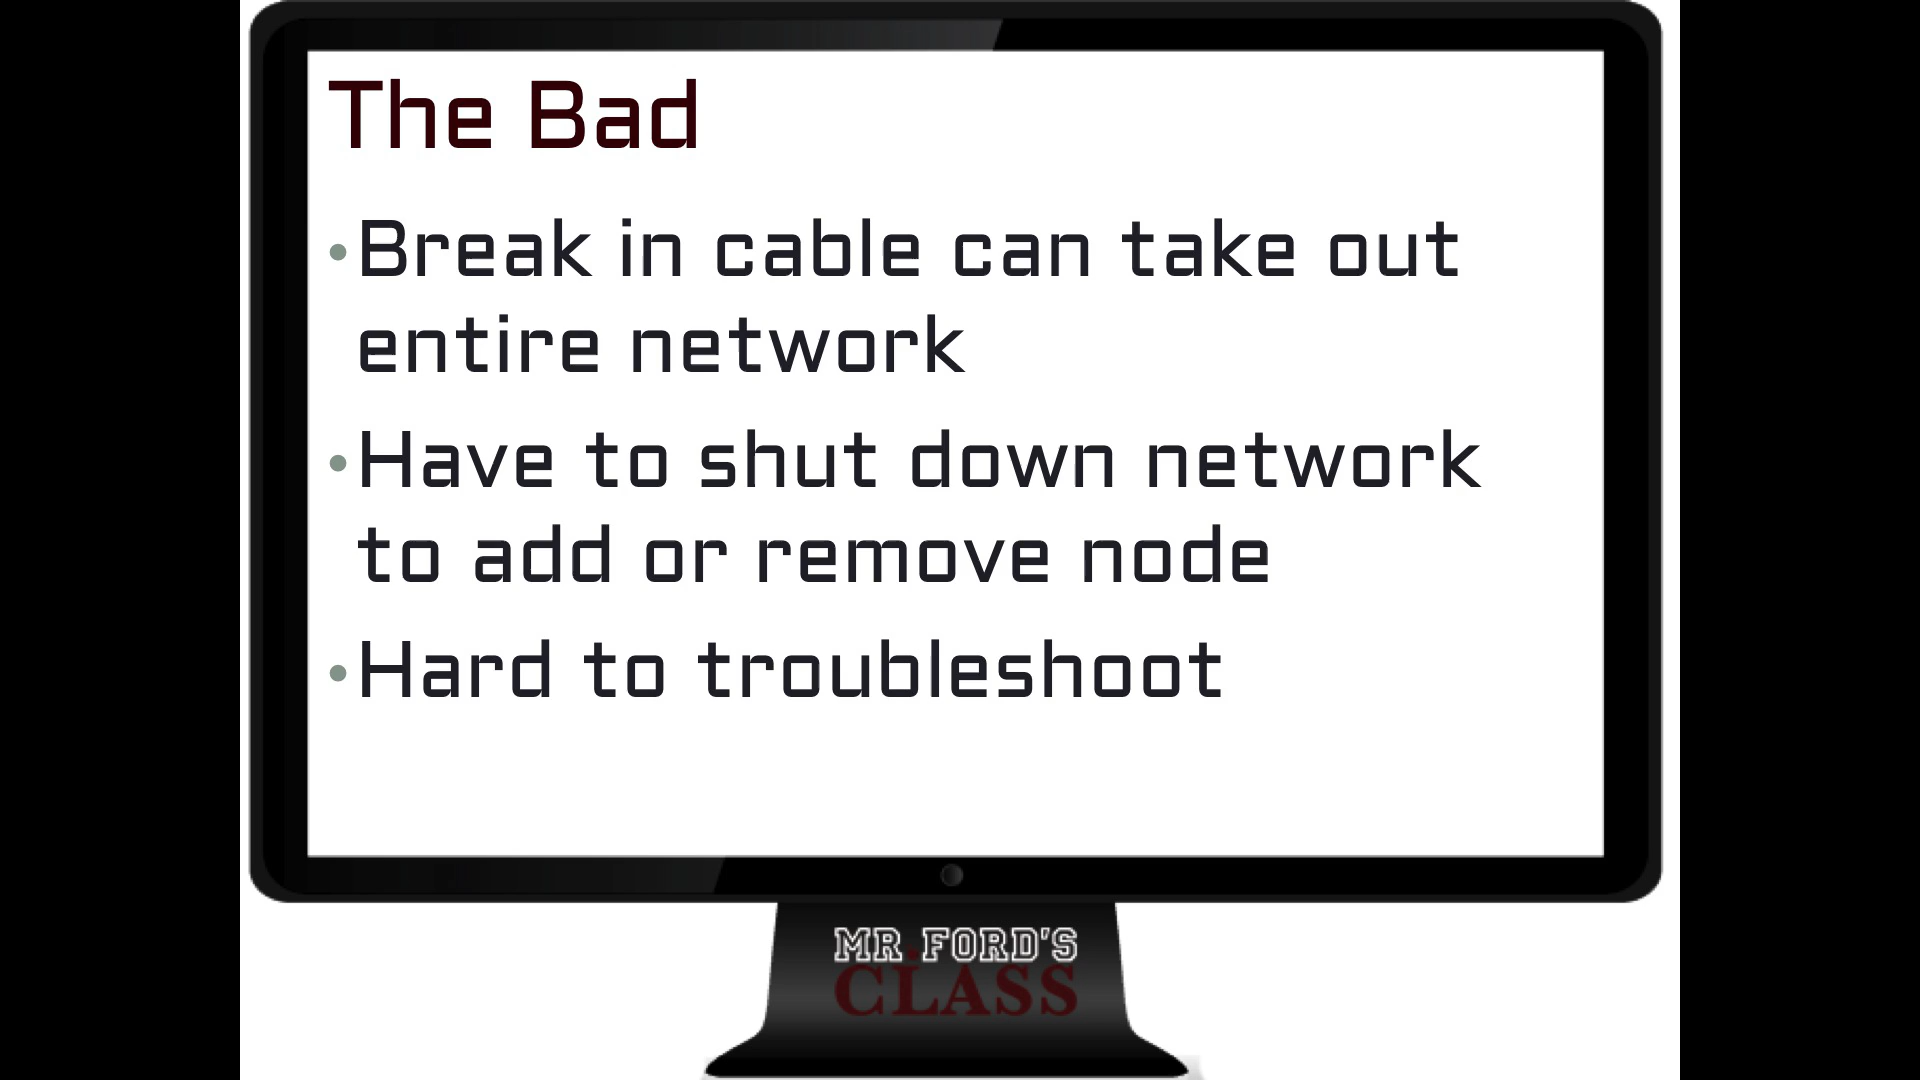 The Bad
•Break in cable can take out
entire network
•Have to shut down network
to add or remove node
•Hard to troubleshoot
MR FORD'S
CLASS